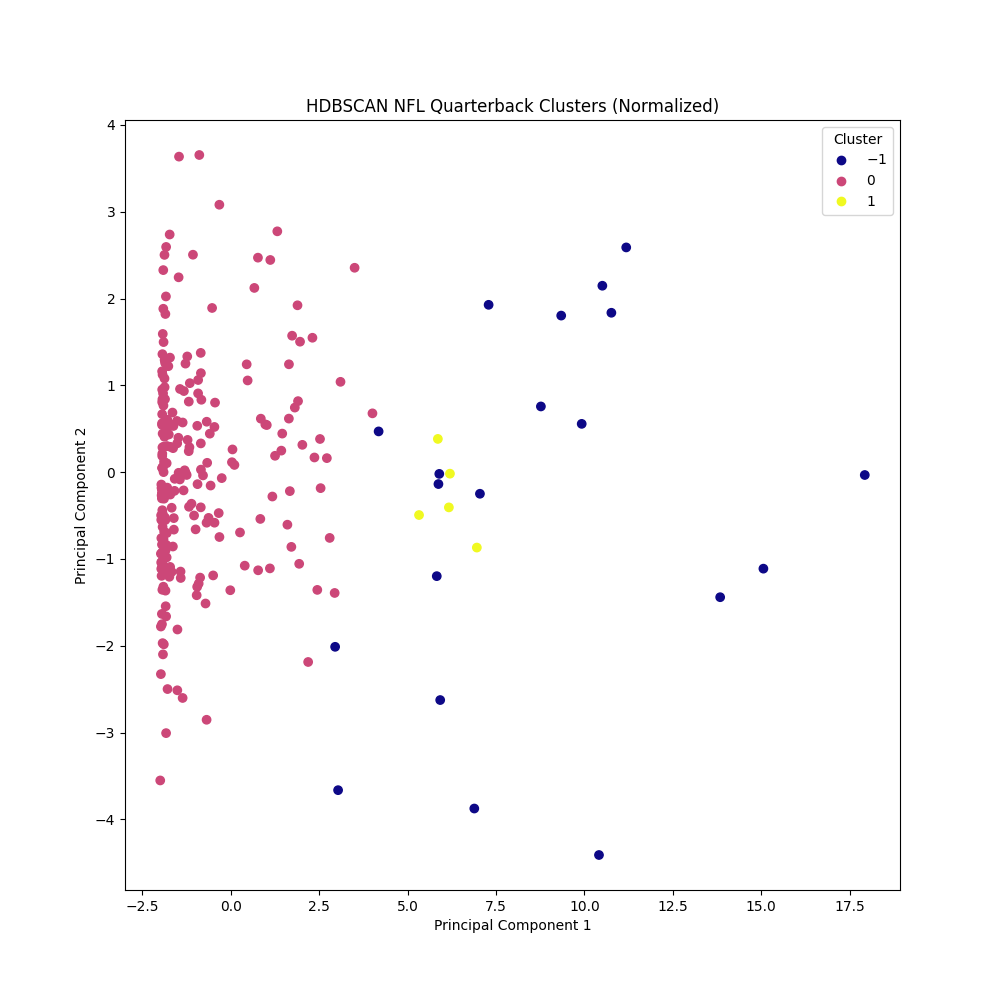 HDBSCAN NFL Quarterback Clusters (Normalized)
Cluster
−1
0
1
4
3
2
1
0
−1
−2
−3
−4
Principal Component 2
−2.5 0.0 2.5 5.0 7.5 10.0 12.5 15.0 17.5
Principal Component 1